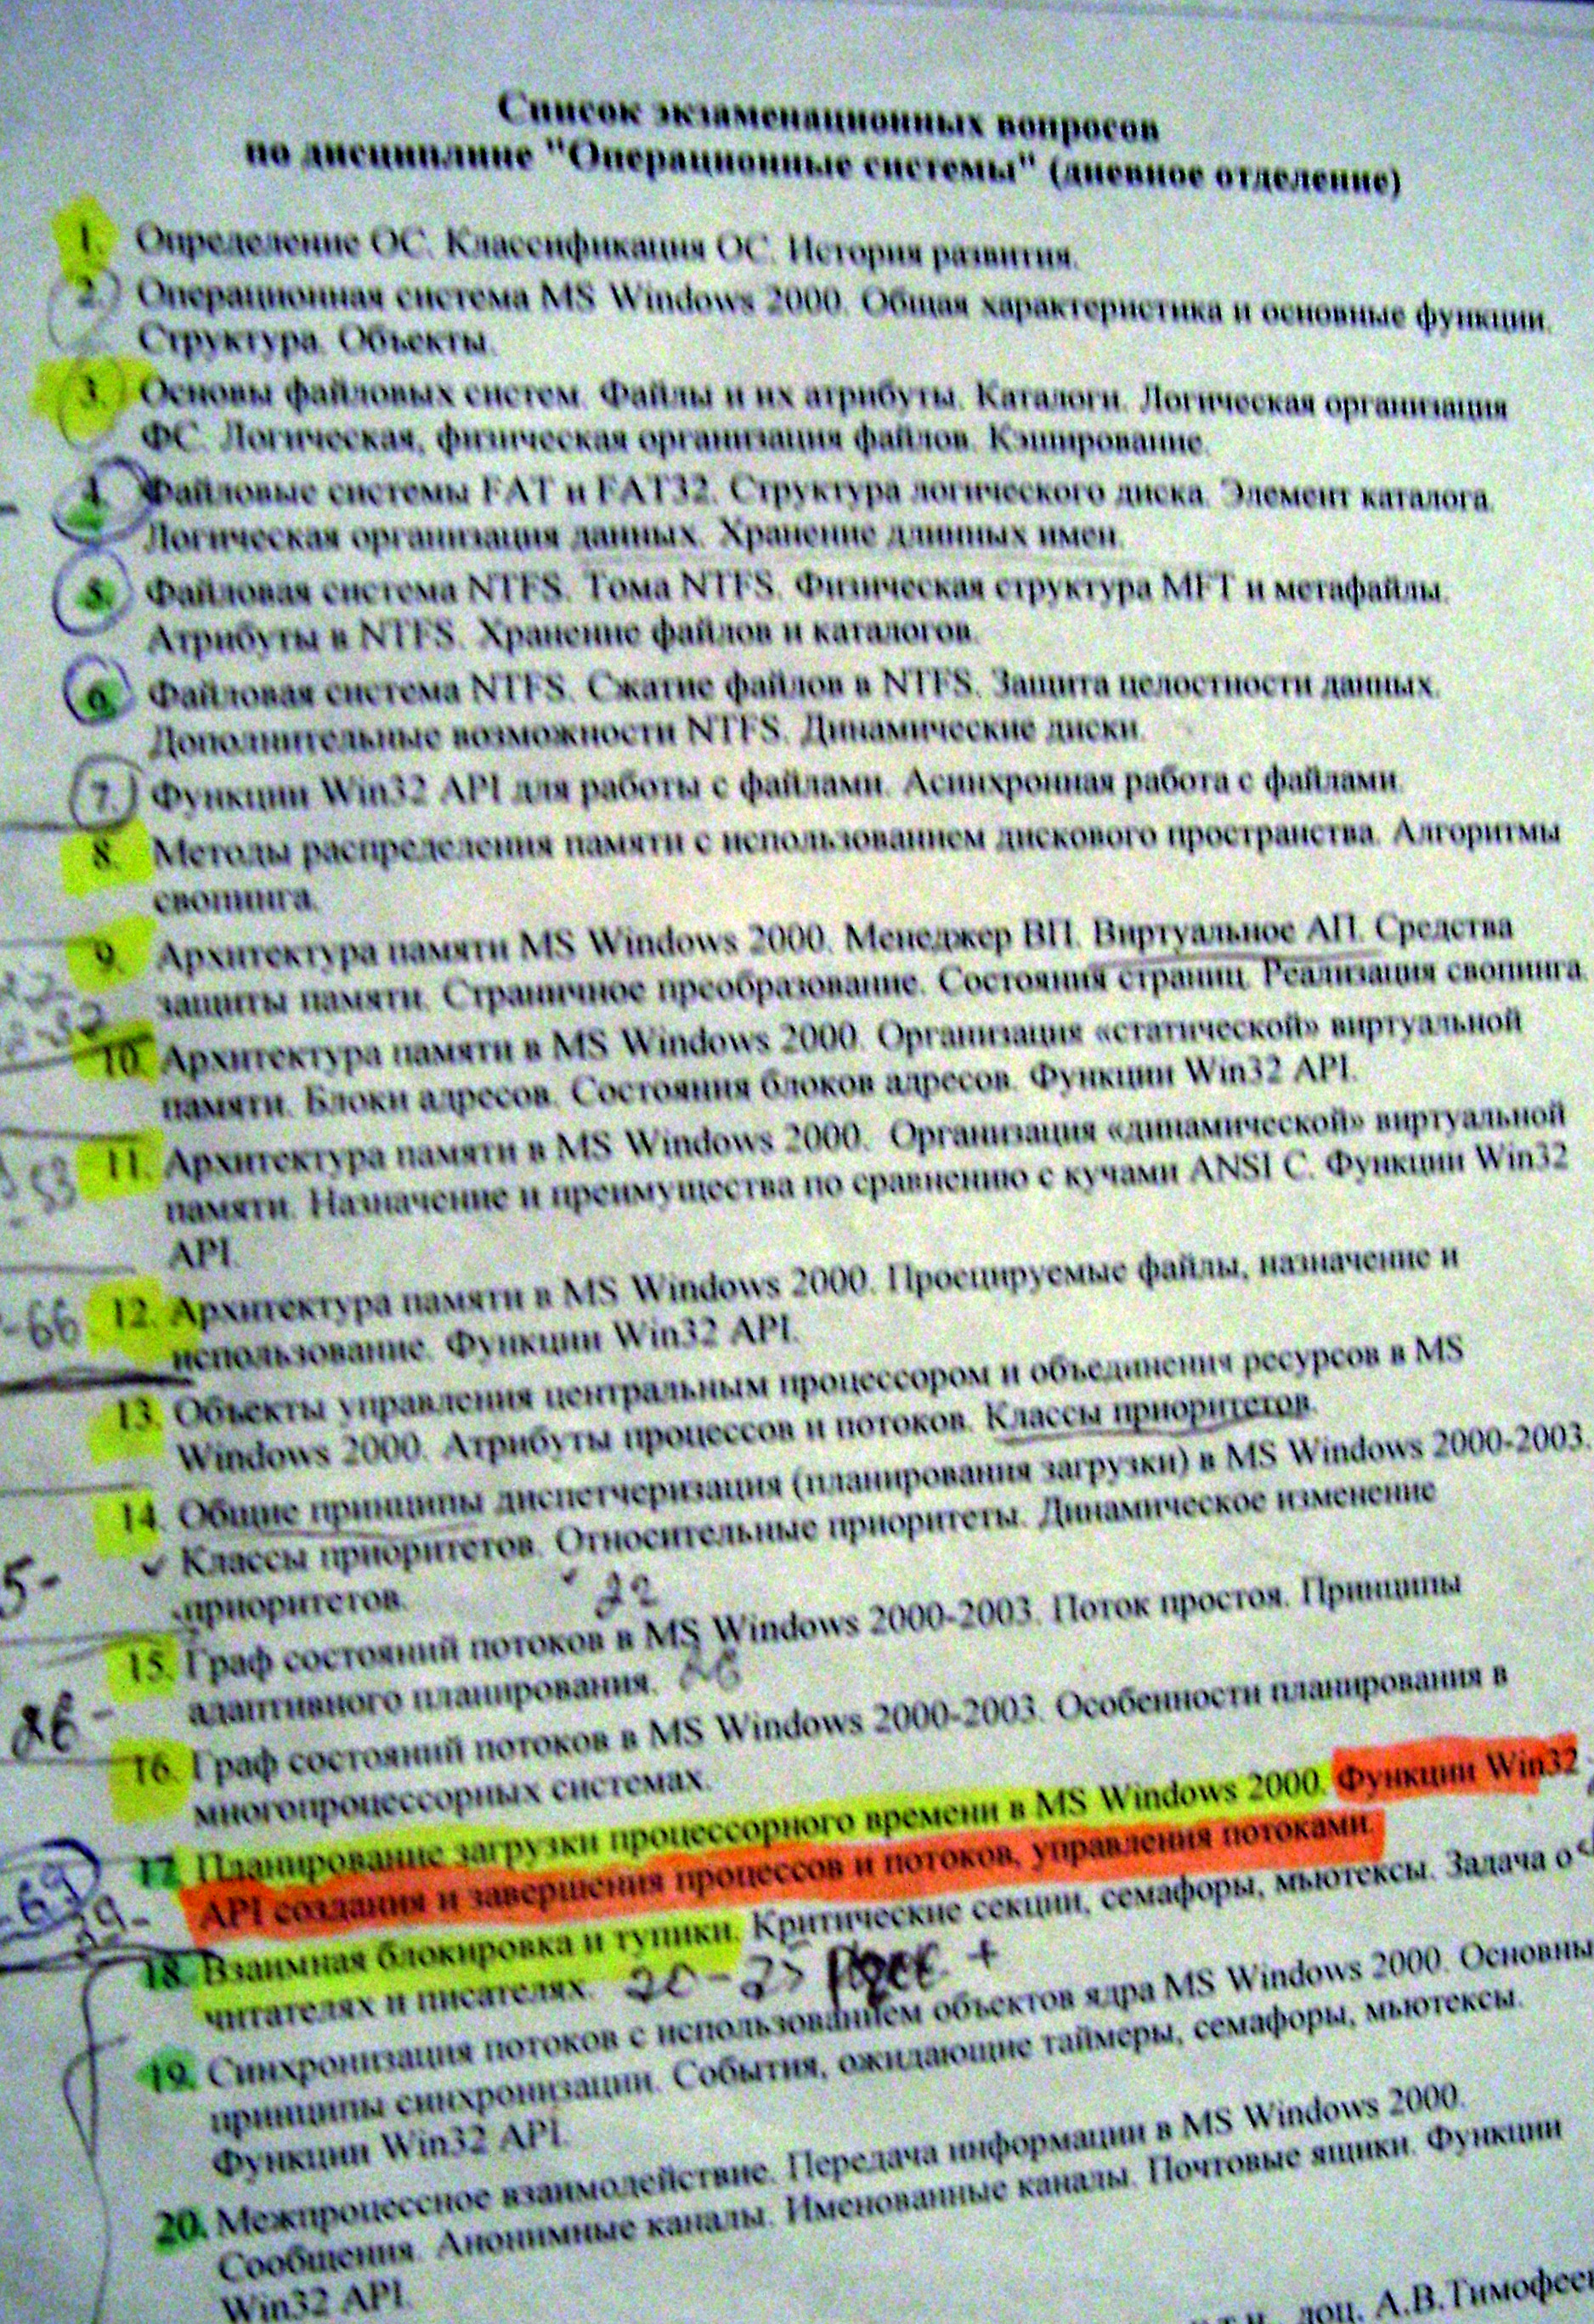 Список экзаменационных вопросов
по дисциплине "Операционные системы" (дневное отделение)
1. Определение ОС. Классификация ОС. История развития.
2. Операционная система MS Windows 2000. Общая характеристика и основные функции.
Структура. Объекты.
3. Основы файловых систем. Файлы и их атрибуты. Каталоги. Логическая организация
ФС. Логическая, физическая организация файлов. Кэширование.
4. Файловые системы FAT и FAT32. Структура логического диска. Элемент каталога.
Логическая организация данных. Хранение длинных имен.
5. Файловая система NTFS. Тома NTFS. Физическая структура MFT и метафайлы.
Атрибуты в NTFS. Хранение файлов и каталогов.
6. Файловая система NTFS. Сжатие файлов в NTFS. Защита целостности данных.
Дополнительные возможности NTFS. Динамические диски.
7. Функции Win32 API для работы с файлами. Асинхронная работа с файлами.
8. Методы распределения памяти с использованием дискового пространства. Алгоритмы
свопинга.
9. Архитектура памяти MS Windows 2000. Менеджер ВП. Виртуальное АП. Средства
защиты памяти. Страничное преобразование. Состояния страниц. Реализация свопинга
10. Архитектура памяти в MS Windows 2000. Организация «статической» виртуальной
памяти. Блоки адресов. Состояния блоков адресов. Функции Win32 API.
11. Архитектура памяти в MS Windows 2000. Организация «динамической» виртуальной
53
памяти. Назначение и преимущества по сравнению с кучами ANSI C. Функции Win32
API.
12. Архитектура памяти в MS Windows 2000. Проецируемые файлы, назначение и
-66
использование. Функции Win32 API.
13. Объекты управления центральным процессором и объединения ресурсов в MS
Windows 2000. Атрибуты процессов и потоков. Классы приоритетов.
14. Общие принципы диспетчеризация (планирования загрузки) в MS Windows 2000-2003.
Классы приоритетов. Относительные приоритеты. Динамическое изменение
5-
приоритетов.
15. Граф состояний потоков в MS Windows 2000-2003. Поток простоя. Принципы
адаптивного планирования.
16. Граф состояний потоков в MS Windows 2000-2003. Особенности планирования в
многопроцессорных системах.
17. Планирование загрузки процессорного времени в MS Windows 2000. Функции Win32
API создания и завершения процессов и потоков, управления потоками.
18. Взаимная блокировка и тупики. Критические секции, семафоры, мьютексы. Задача о
читателях и писателях.
19. Синхронизация потоков с использованием объектов ядра MS Windows 2000. Основны
принципы синхронизации. События, ожидающие таймеры, семафоры, мьютексы.
Функции Win32 API.
20. Межпроцессное взаимодействие. Передача информации в MS Windows 2000.
Сообщения. Анонимные каналы. Именованные каналы. Почтовые ящики. Функции
Win32 API.
доц. А.В.Тимофее